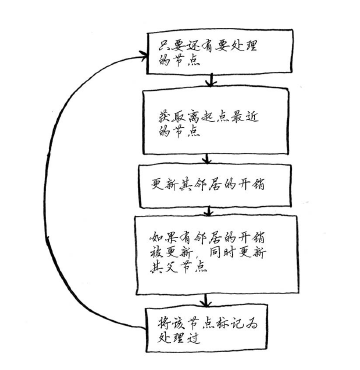 只要还有要处理
的节点
获取离起点最近
的节点
更新其邻居的开销
如果有邻居的开销
被更新，同时更新
其父节点
将该节点标记为
处理过